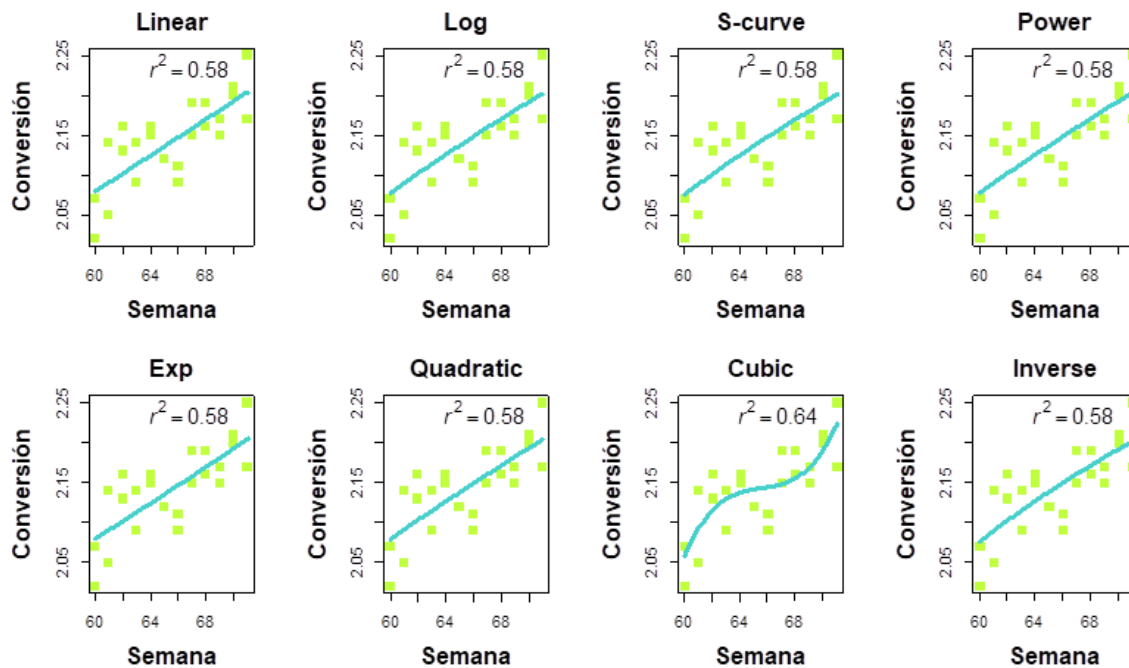 Linear
r² = 0.58
Conversión
2.05 2.15 2.25
60 64 68
Semana
Log
r² = 0.58
Conversión
2.05 2.15 2.25
60 64 68
Semana
S-curve
r² = 0.58
Conversión
2.05 2.15 2.25
60 64 68
Semana
Power
r² = 0.58
Conversión
2.05 2.15 2.25
60 64 68
Semana
Exp
r² = 0.58
Conversión
2.05 2.15 2.25
60 64 68
Semana
Quadratic
r² = 0.58
Conversión
2.05 2.15 2.25
60 64 68
Semana
Cubic
r² = 0.64
Conversión
2.05 2.15 2.25
60 64 68
Semana
Inverse
r² = 0.58
Conversión
2.05 2.15 2.25
60 64 68
Semana